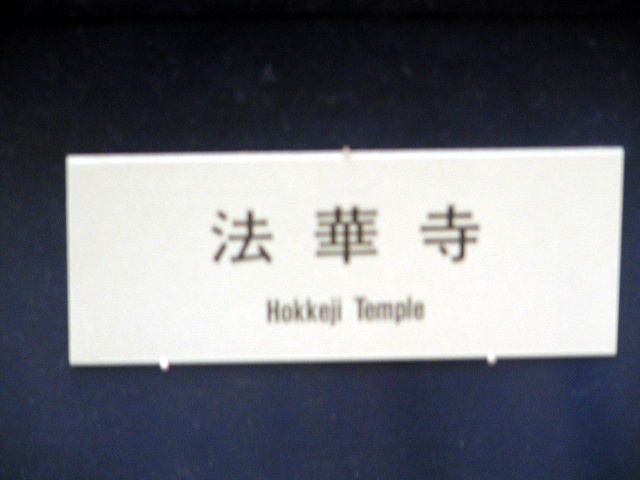 法華寺
Hokkeji Temple